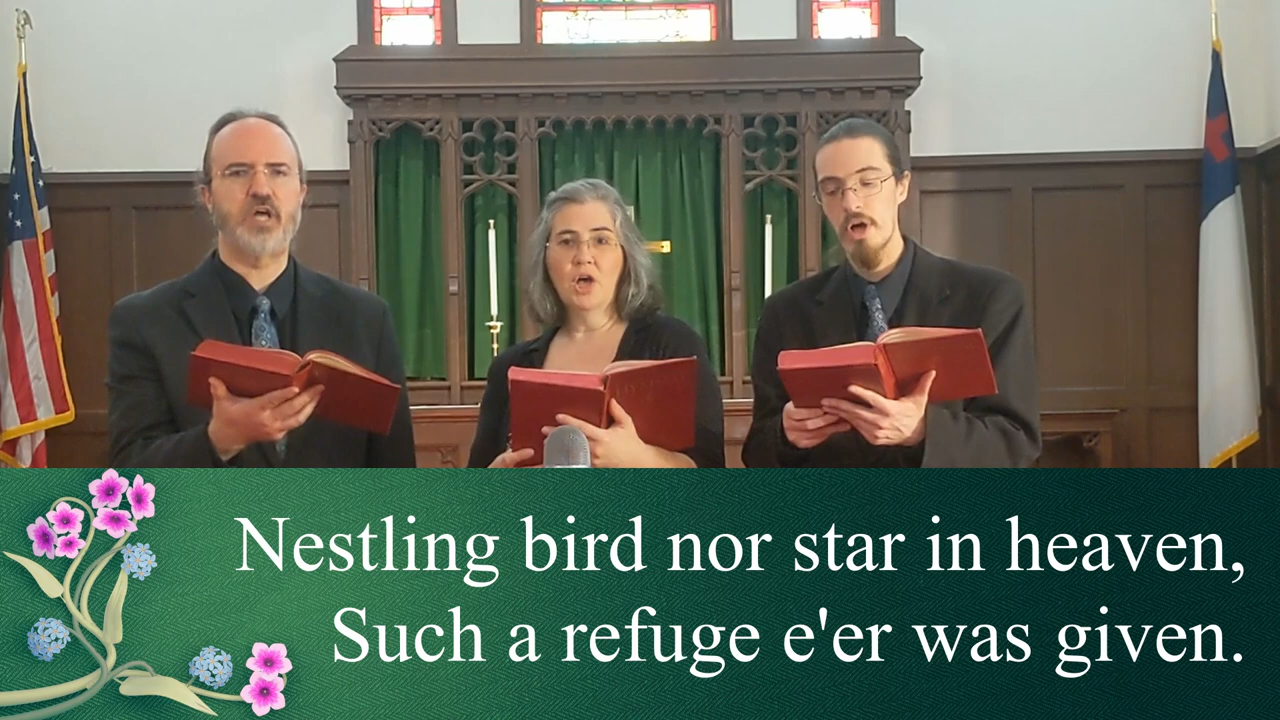 Nestling bird nor star in heaven,
Such a refuge e'er was given.